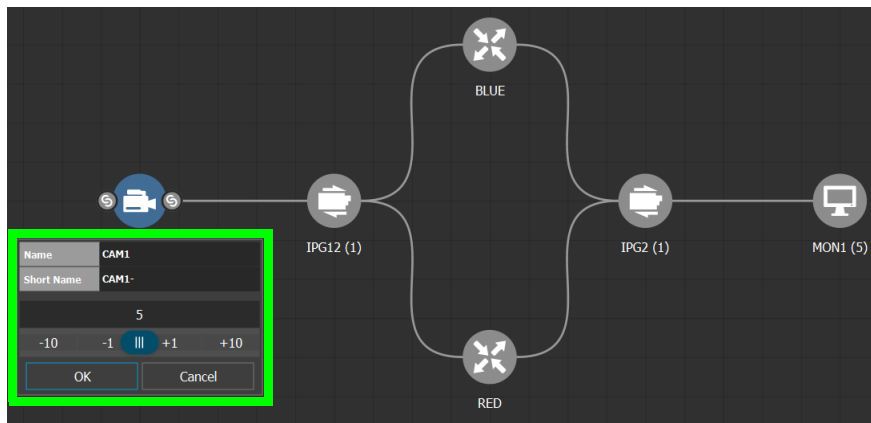 BLUE
IPG12 (1)
IPG2 (1)
MON1 (5)
Name CAM1
Short Name CAM1-
5
-10 -1 +1 +10
OK Cancel
RED